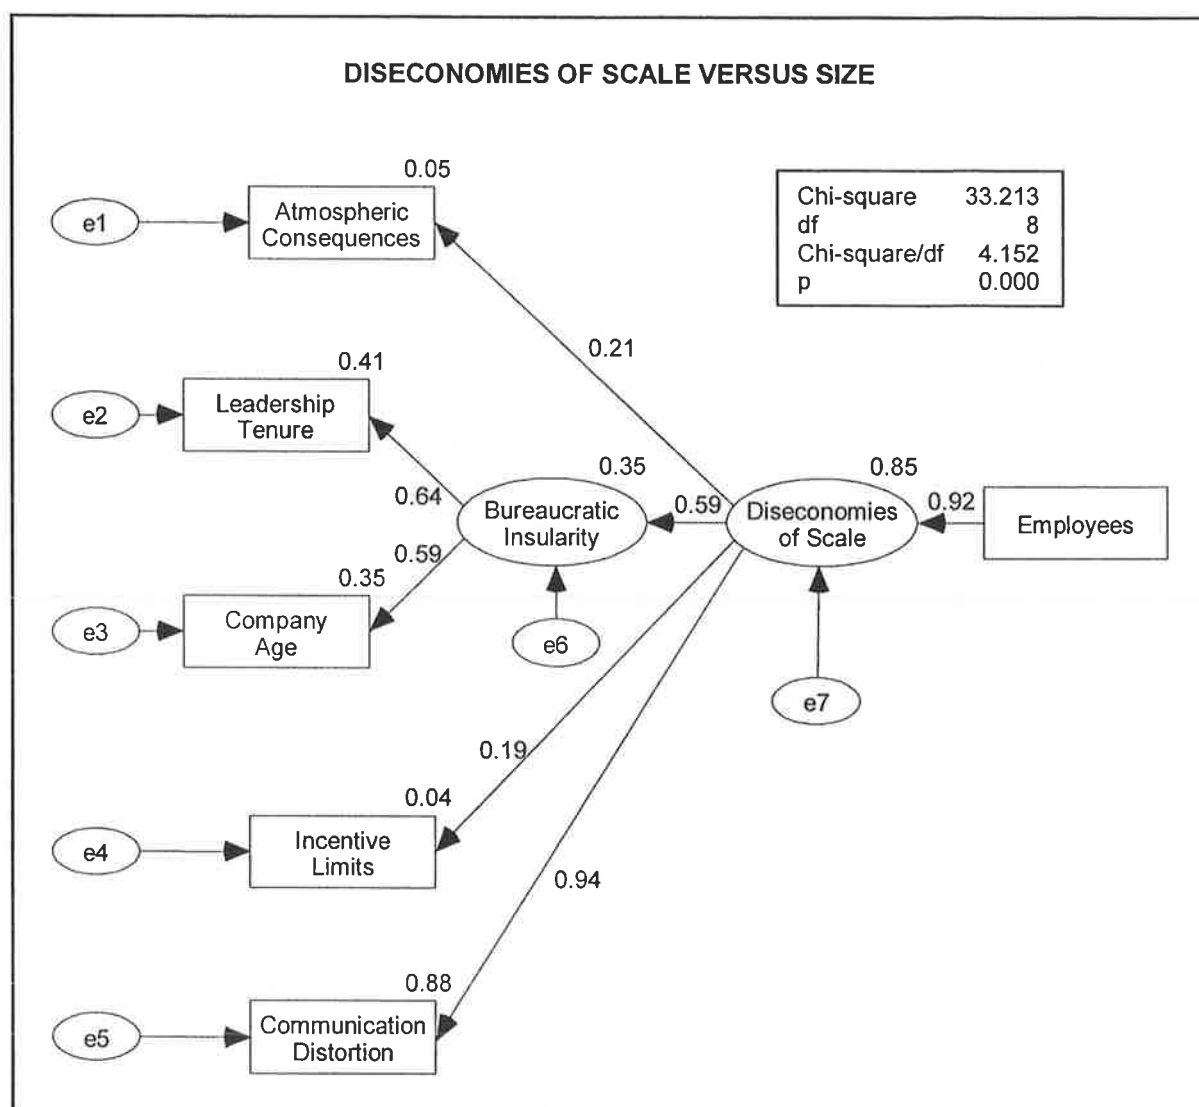 DISECONOMIES OF SCALE VERSUS SIZE
0.05
e1
Atmospheric
Consequences
Chi-square 33.213
df 8
Chi-square/df 4.152
p 0.000
0.21
0.41
e2
Leadership
Tenure
0.64
0.35
Bureaucratic
Insularity
0.59
0.85
Diseconomies
of Scale
0.92
Employees
0.59
0.35
e3
Company
Age
e6
e7
0.19
0.04
e4
Incentive
Limits
0.94
0.88
e5
Communication
Distortion